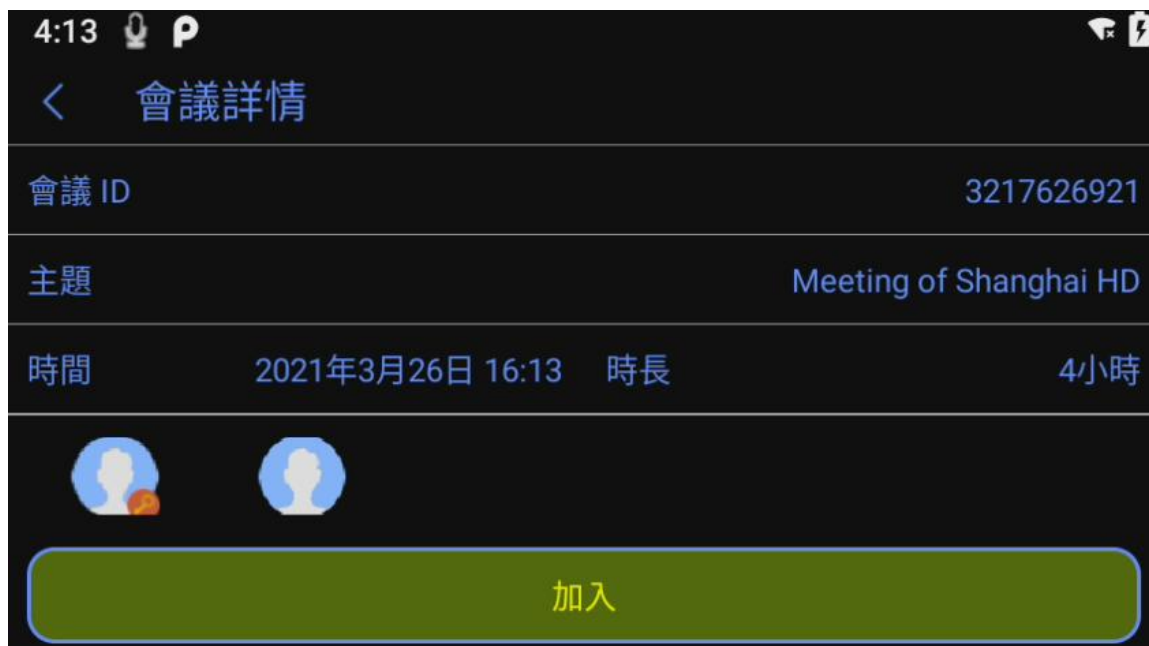 4:13
會議詳情
會議 ID 3217626921
主題 Meeting of Shanghai HD
時間 2021年3月26日 16:13 時長 4小時
加入